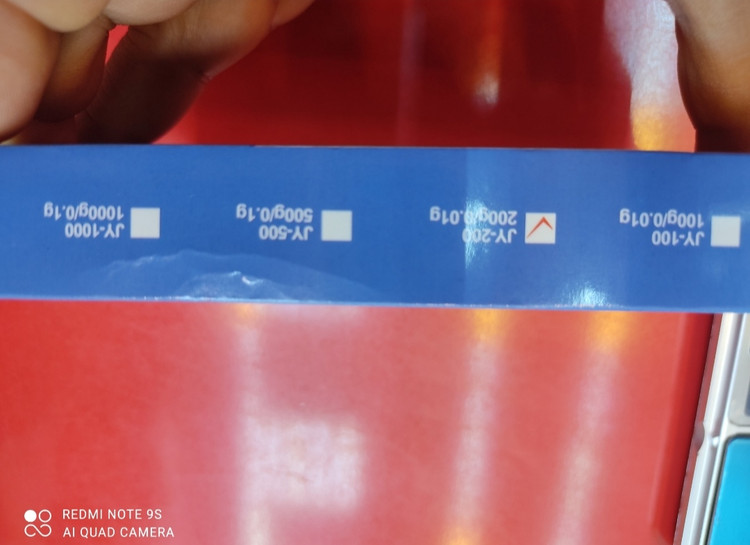 JY-100
100g/0.01g
JY-200
200g/0.01g
JY-500
500g/0.1g
JY-1000
1000g/0.1g
REDMI NOTE 9S
AI QUAD CAMERA